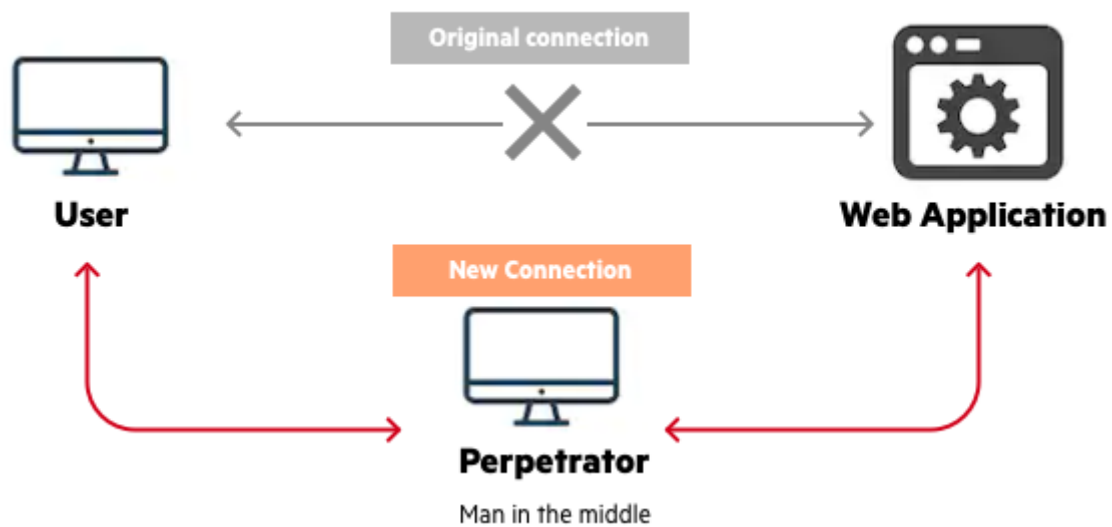 Original connection
User
Web Application
New Connection
Perpetrator
Man in the middle